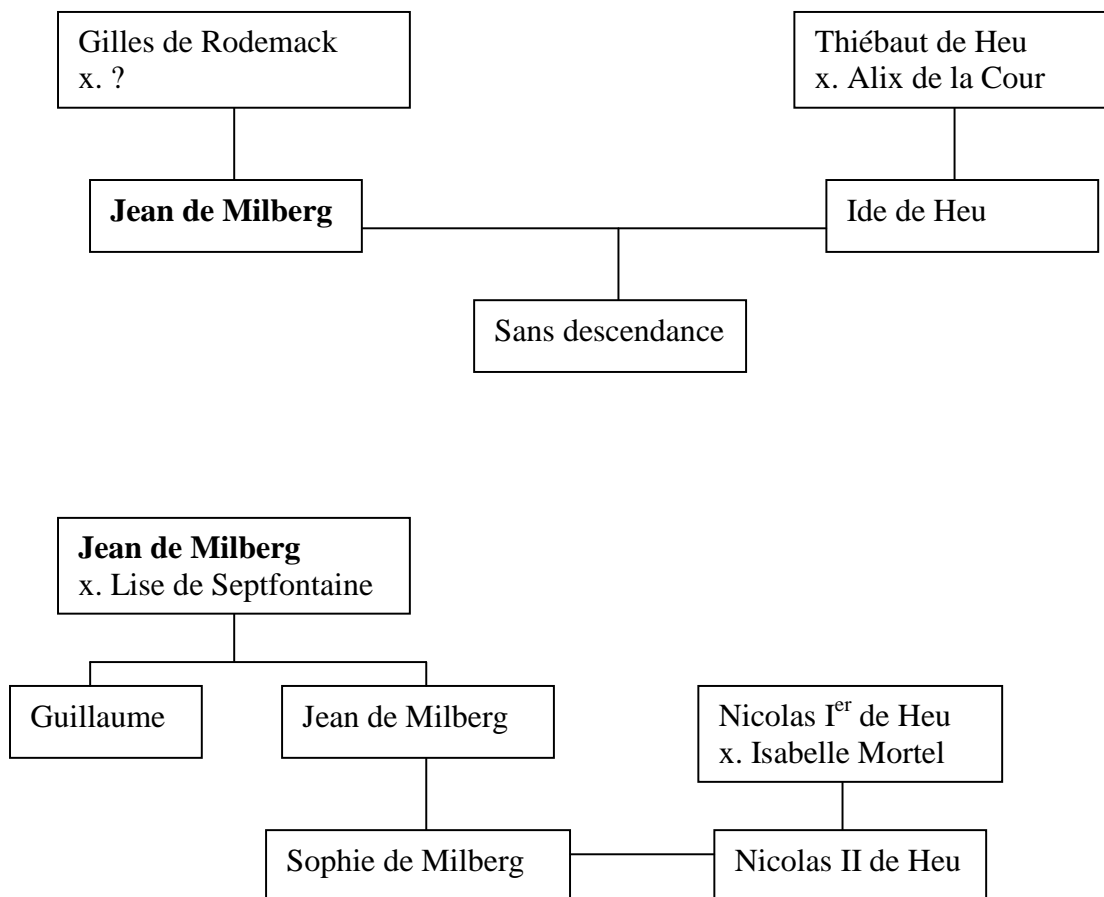 Gilles de Rodemack
x. ?
Thiébaut de Heu
x. Alix de la Cour
Jean de Milberg
Ide de Heu
Sans descendance
Jean de Milberg
x. Lise de Septfontaine
Guillaume
Jean de Milberg
Nicolas Ier de Heu
x. Isabelle Mortel
Sophie de Milberg
Nicolas II de Heu